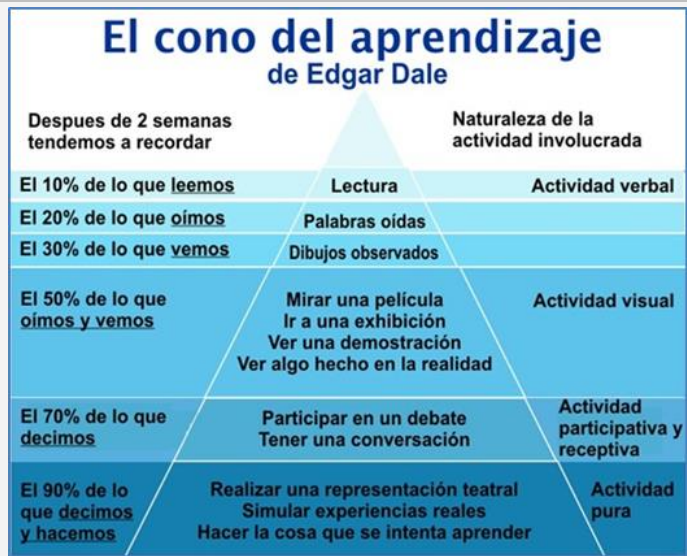 El cono del aprendizaje
de Edgar Dale
Despues de 2 semanas
tendemos a recordar
Naturaleza de la
actividad involucrada
El 10% de lo que leemos
Lectura
Actividad verbal
El 20% de lo que oímos
Palabras oídas
El 30% de lo que vemos
Dibujos observados
El 50% de lo que
oímos y vemos
Mirar una película
Ir a una exhibición
Ver una demostración
Ver algo hecho en la realidad
Actividad visual
El 70% de lo que
decimos
Participar en un debate
Tener una conversación
Actividad
participativa y
receptiva
El 90% de lo
que decimos
y hacemos
Realizar una representación teatral
Simular experiencias reales
Hacer la cosa que se intenta aprender
Actividad
pura